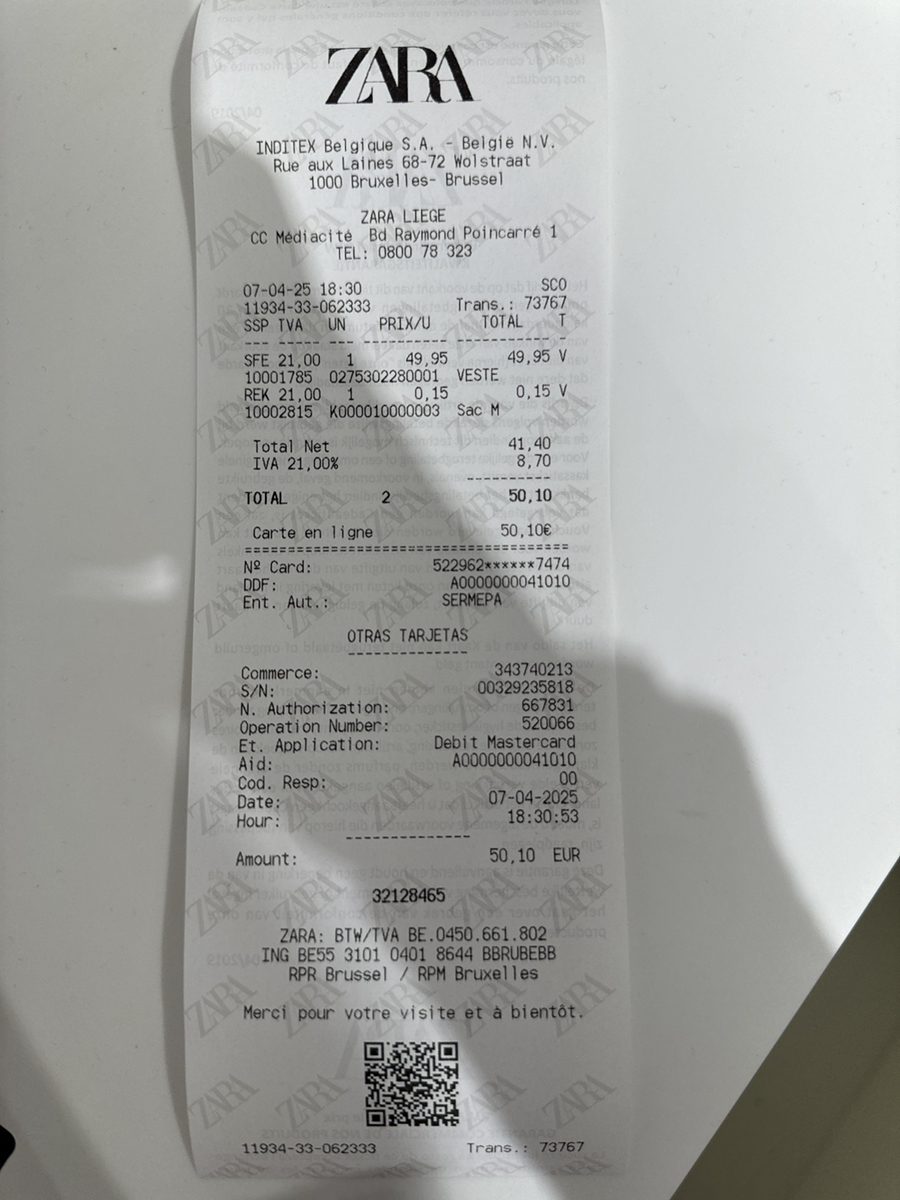 ZARA
INDITEX Belgique S.A. - België N.V.
Rue aux Laines 68-72 Wolstraat
1000 Bruxelles- Brussel
ZARA LIEGE
CC Médiacité Bd Raymond Poincarré 1
TEL: 0800 78 323
07-04-25 18:30 SCO
11934-33-062333 Trans.: 73767
SSP TVA UN PRIX/U TOTAL T
--- ----- --- ---------- ----------- -
SFE 21,00 1 49,95 49,95 V
10001785 0275302280001 VESTE
REK 21,00 1 0,15 0,15 V
10002815 K000010000003 Sac M
Total Net 41,40
IVA 21,00% 8,70
----------
TOTAL 2 50,10
Carte en ligne 50,10€
======================================
Nº Card: 522962******7474
DDF: A0000000041010
Ent. Aut.: SERMEPA
OTRAS TARJETAS
--------------
Commerce: 343740213
S/N: 00329235818
N. Authorization: 667831
Operation Number: 520066
Et. Application: Debit Mastercard
Aid: A0000000041010
Cod. Resp: 00
Date: 07-04-2025
Hour: 18:30:53
--------------
Amount: 50,10 EUR
32128465
ZARA: BTW/TVA BE.0450.661.802
ING BE55 3101 0401 8644 BBRUBEBB
RPR Brussel / RPM Bruxelles
Merci pour votre visite et à bientôt.
11934-33-062333 Trans.: 73767